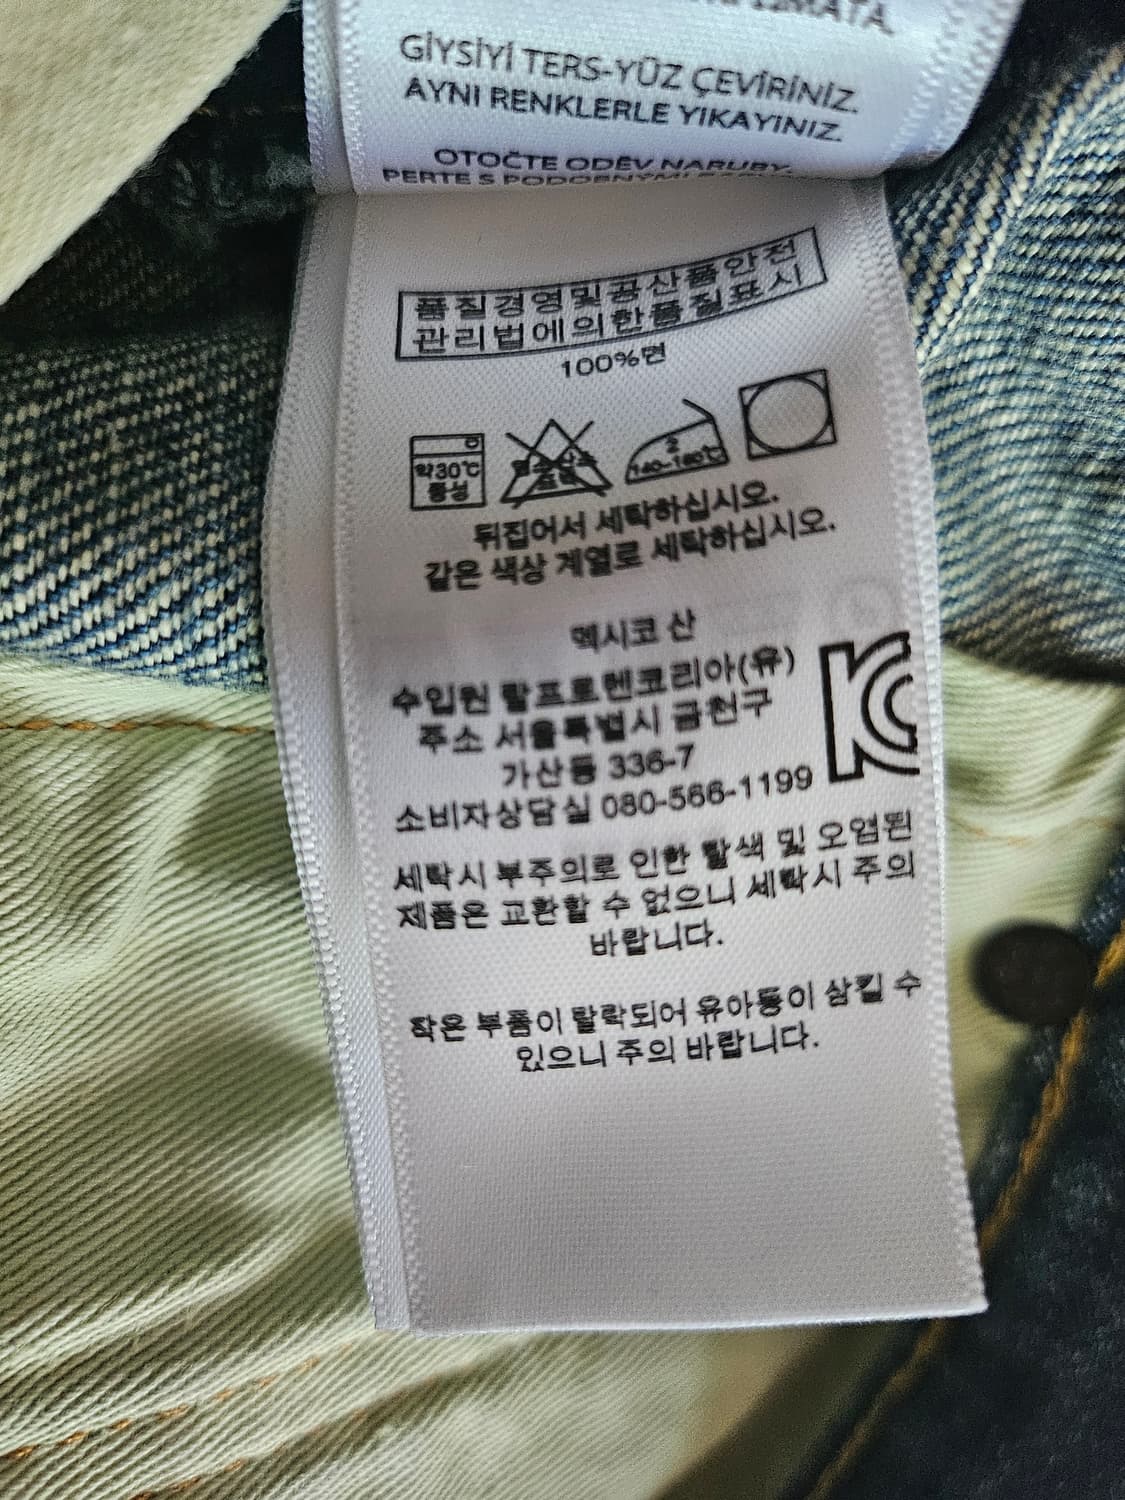 GİYSİYİ TERS-YÜZ ÇEVİRİNİZ.
AYNI RENKLERLE YIKAYINIZ.
OTOČTE ODĚV NARUBY.
PERTE S PODOBNÝMI
품질경영및공산품안전
관리법에의한품질표시
100%면
약30℃
중성
2
140~160℃
뒤집어서 세탁하십시오.
같은 색상 계열로 세탁하십시오.
멕시코 산
수입원 랄프로렌코리아(유)
주소 서울특별시 금천구
가산동 336-7
소비자상담실 080-566-1199
세탁시 부주의로 인한 탈색 및 오염된
제품은 교환할 수 없으니 세탁시 주의
바랍니다.
작은 부품이 탈락되어 유아동이 삼킬 수
있으니 주의 바랍니다.